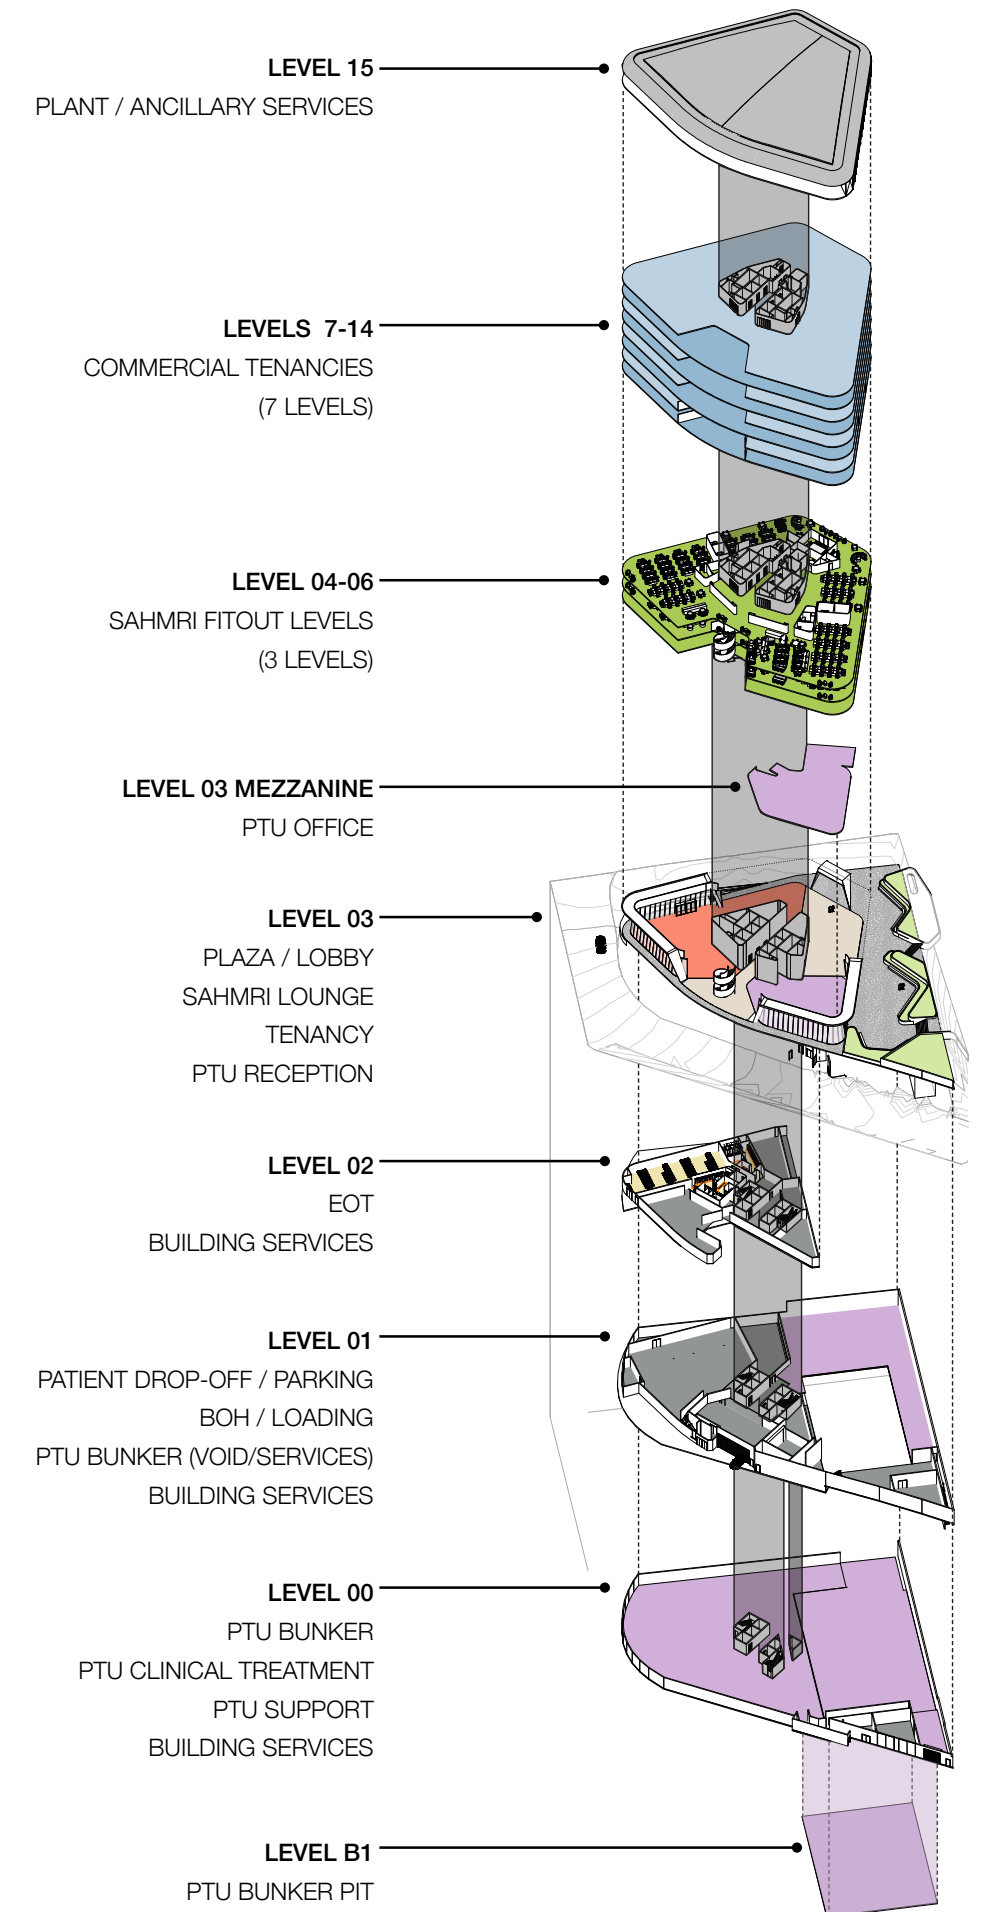 LEVEL 15
PLANT / ANCILLARY SERVICES
LEVELS 7-14
COMMERCIAL TENANCIES
(7 LEVELS)
LEVEL 04-06
SAHMRI FITOUT LEVELS
(3 LEVELS)
LEVEL 03 MEZZANINE
PTU OFFICE
LEVEL 03
PLAZA / LOBBY
SAHMRI LOUNGE
TENANCY
PTU RECEPTION
LEVEL 02
EOT
BUILDING SERVICES
LEVEL 01
PATIENT DROP-OFF / PARKING
BOH / LOADING
PTU BUNKER (VOID/SERVICES)
BUILDING SERVICES
LEVEL 00
PTU BUNKER
PTU CLINICAL TREATMENT
PTU SUPPORT
BUILDING SERVICES
LEVEL B1
PTU BUNKER PIT